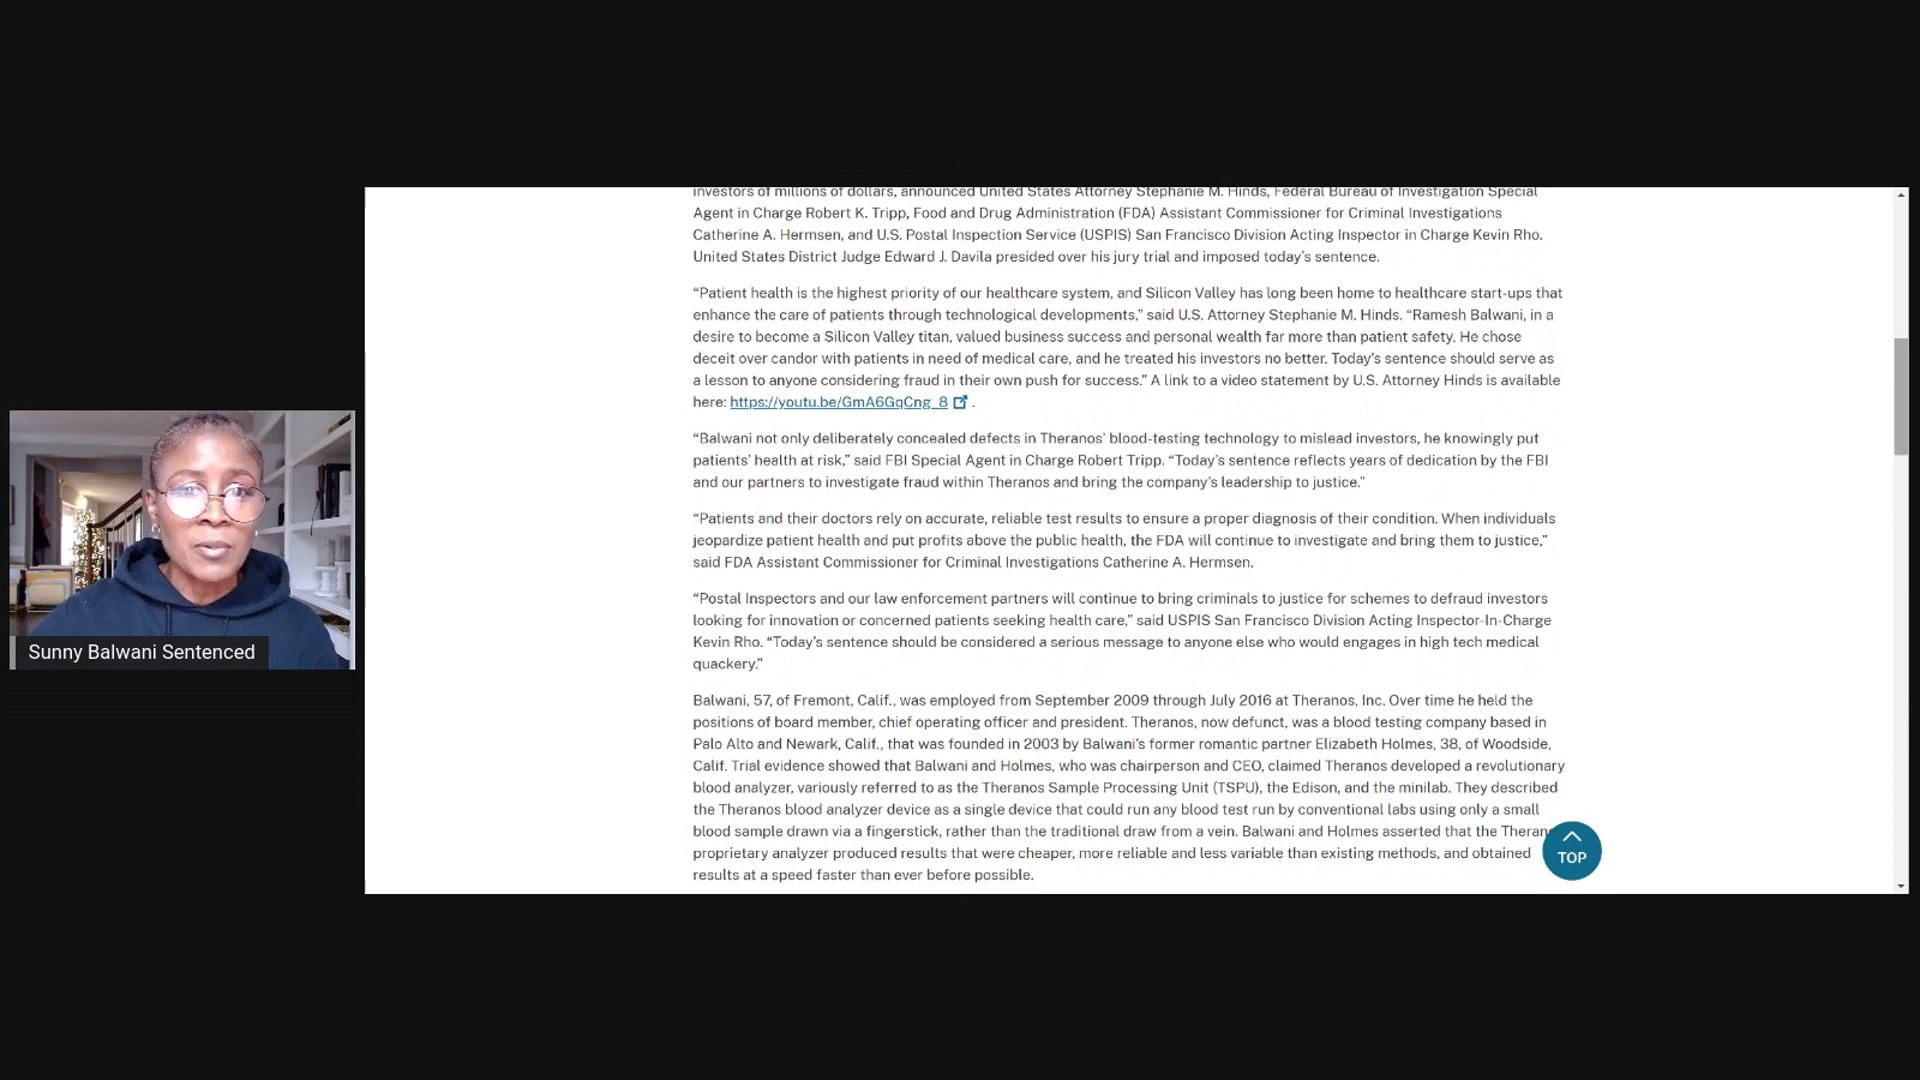 investors of millions of dollars, announced United States Attorney Stephanie M. Hinds, Federal Bureau of Investigation Special
Agent in Charge Robert K. Tripp, Food and Drug Administration (FDA) Assistant Commissioner for Criminal Investigations
Catherine A. Hermsen, and U.S. Postal Inspection Service (USPIS) San Francisco Division Acting Inspector in Charge Kevin Rho.
United States District Judge Edward J. Davila presided over his jury trial and imposed today’s sentence.
“Patient health is the highest priority of our healthcare system, and Silicon Valley has long been home to healthcare start-ups that
enhance the care of patients through technological developments,” said U.S. Attorney Stephanie M. Hinds. “Ramesh Balwani, in a
desire to become a Silicon Valley titan, valued business success and personal wealth far more than patient safety. He chose
deceit over candor with patients in need of medical care, and he treated his investors no better. Today’s sentence should serve as
a lesson to anyone considering fraud in their own push for success.” A link to a video statement by U.S. Attorney Hinds is available
here: https://youtu.be/GmA6GqCng_8 .
“Balwani not only deliberately concealed defects in Theranos’ blood-testing technology to mislead investors, he knowingly put
patients’ health at risk,” said FBI Special Agent in Charge Robert Tripp. “Today’s sentence reflects years of dedication by the FBI
and our partners to investigate fraud within Theranos and bring the company’s leadership to justice.”
“Patients and their doctors rely on accurate, reliable test results to ensure a proper diagnosis of their condition. When individuals
jeopardize patient health and put profits above the public health, the FDA will continue to investigate and bring them to justice,”
said FDA Assistant Commissioner for Criminal Investigations Catherine A. Hermsen.
“Postal Inspectors and our law enforcement partners will continue to bring criminals to justice for schemes to defraud investors
looking for innovation or concerned patients seeking health care,” said USPIS San Francisco Division Acting Inspector-In-Charge
Kevin Rho. “Today’s sentence should be considered a serious message to anyone else who would engages in high tech medical
quackery.”
Balwani, 57, of Fremont, Calif., was employed from September 2009 through July 2016 at Theranos, Inc. Over time he held the
positions of board member, chief operating officer and president. Theranos, now defunct, was a blood testing company based in
Palo Alto and Newark, Calif., that was founded in 2003 by Balwani’s former romantic partner Elizabeth Holmes, 38, of Woodside,
Calif. Trial evidence showed that Balwani and Holmes, who was chairperson and CEO, claimed Theranos developed a revolutionary
blood analyzer, variously referred to as the Theranos Sample Processing Unit (TSPU), the Edison, and the minilab. They described
the Theranos blood analyzer device as a single device that could run any blood test run by conventional labs using only a small
blood sample drawn via a fingerstick, rather than the traditional draw from a vein. Balwani and Holmes asserted that the
proprietary analyzer produced results that were cheaper, more reliable and less variable than existing methods, and obtained
results at a speed faster than ever before possible.
TOP
Sunny Balwani Sentenced